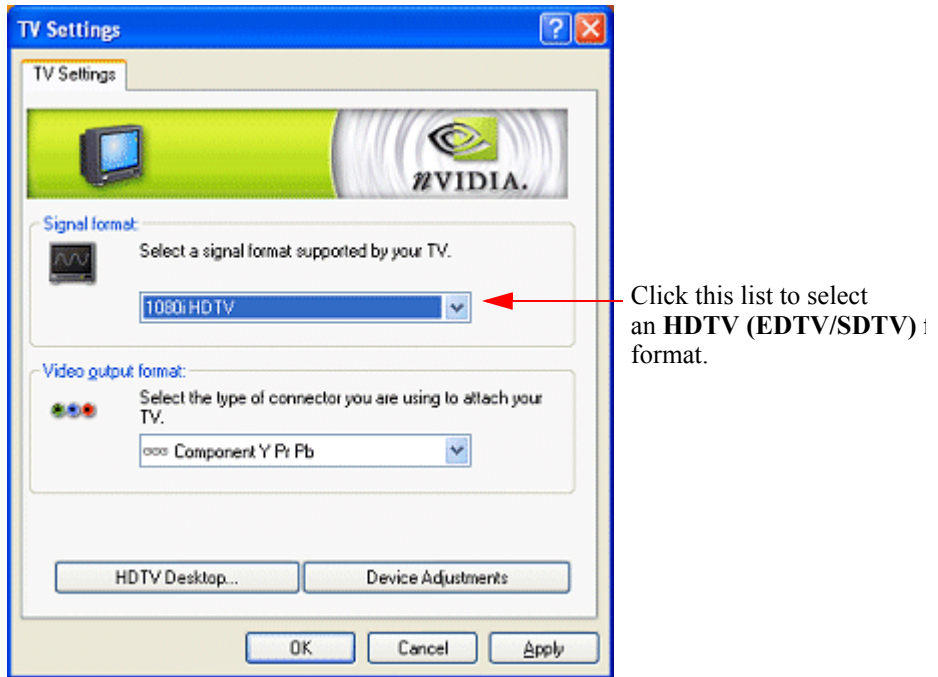 TV Settings
TV Settings
nVIDIA.
Signal format:
Select a signal format supported by your TV.
1080i HDTV
Click this list to select
an HDTV (EDTV/SDTV)
format.
Video output format:
Select the type of connector you are using to attach your
TV.
Component Y Pr Pb
HDTV Desktop...
Device Adjustments
OK
Cancel
Apply